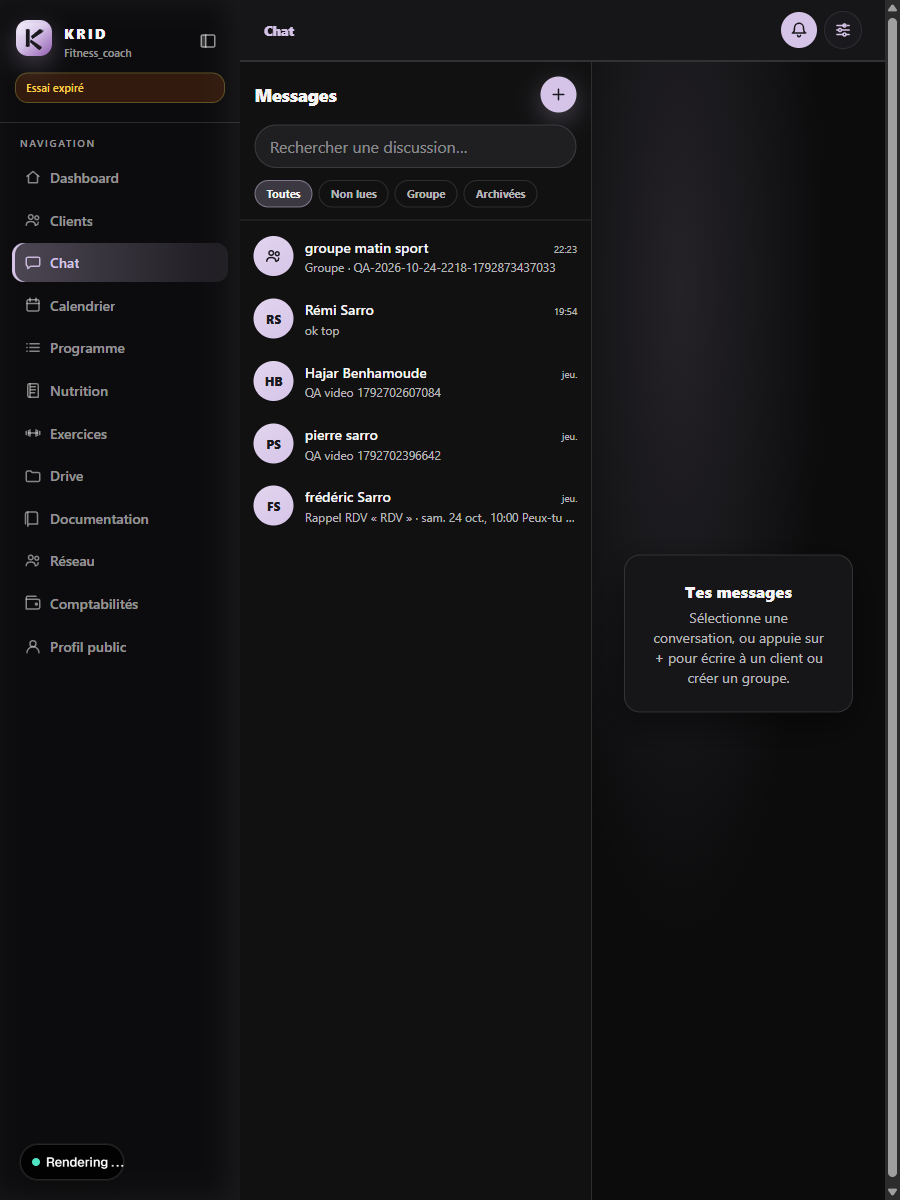 KRID
Fitness_coach
Essai expiré
NAVIGATION
Dashboard
Clients
Chat
Calendrier
Programme
Nutrition
Exercices
Drive
Documentation
Réseau
Comptabilités
Profil public
Rendering ...
Chat
Messages
Rechercher une discussion...
Toutes
Non lues
Groupe
Archivées
groupe matin sport
22:23
Groupe · QA-2026-10-24-2218-1792873437033
RS
Rémi Sarro
19:54
ok top
HB
Hajar Benhamoude
jeu.
QA video 1792702607084
PS
pierre sarro
jeu.
QA video 1792702396642
FS
frédéric Sarro
jeu.
Rappel RDV « RDV » · sam. 24 oct., 10:00 Peux-tu ...
Tes messages
Sélectionne une
conversation, ou appuie sur
+ pour écrire à un client ou
créer un groupe.